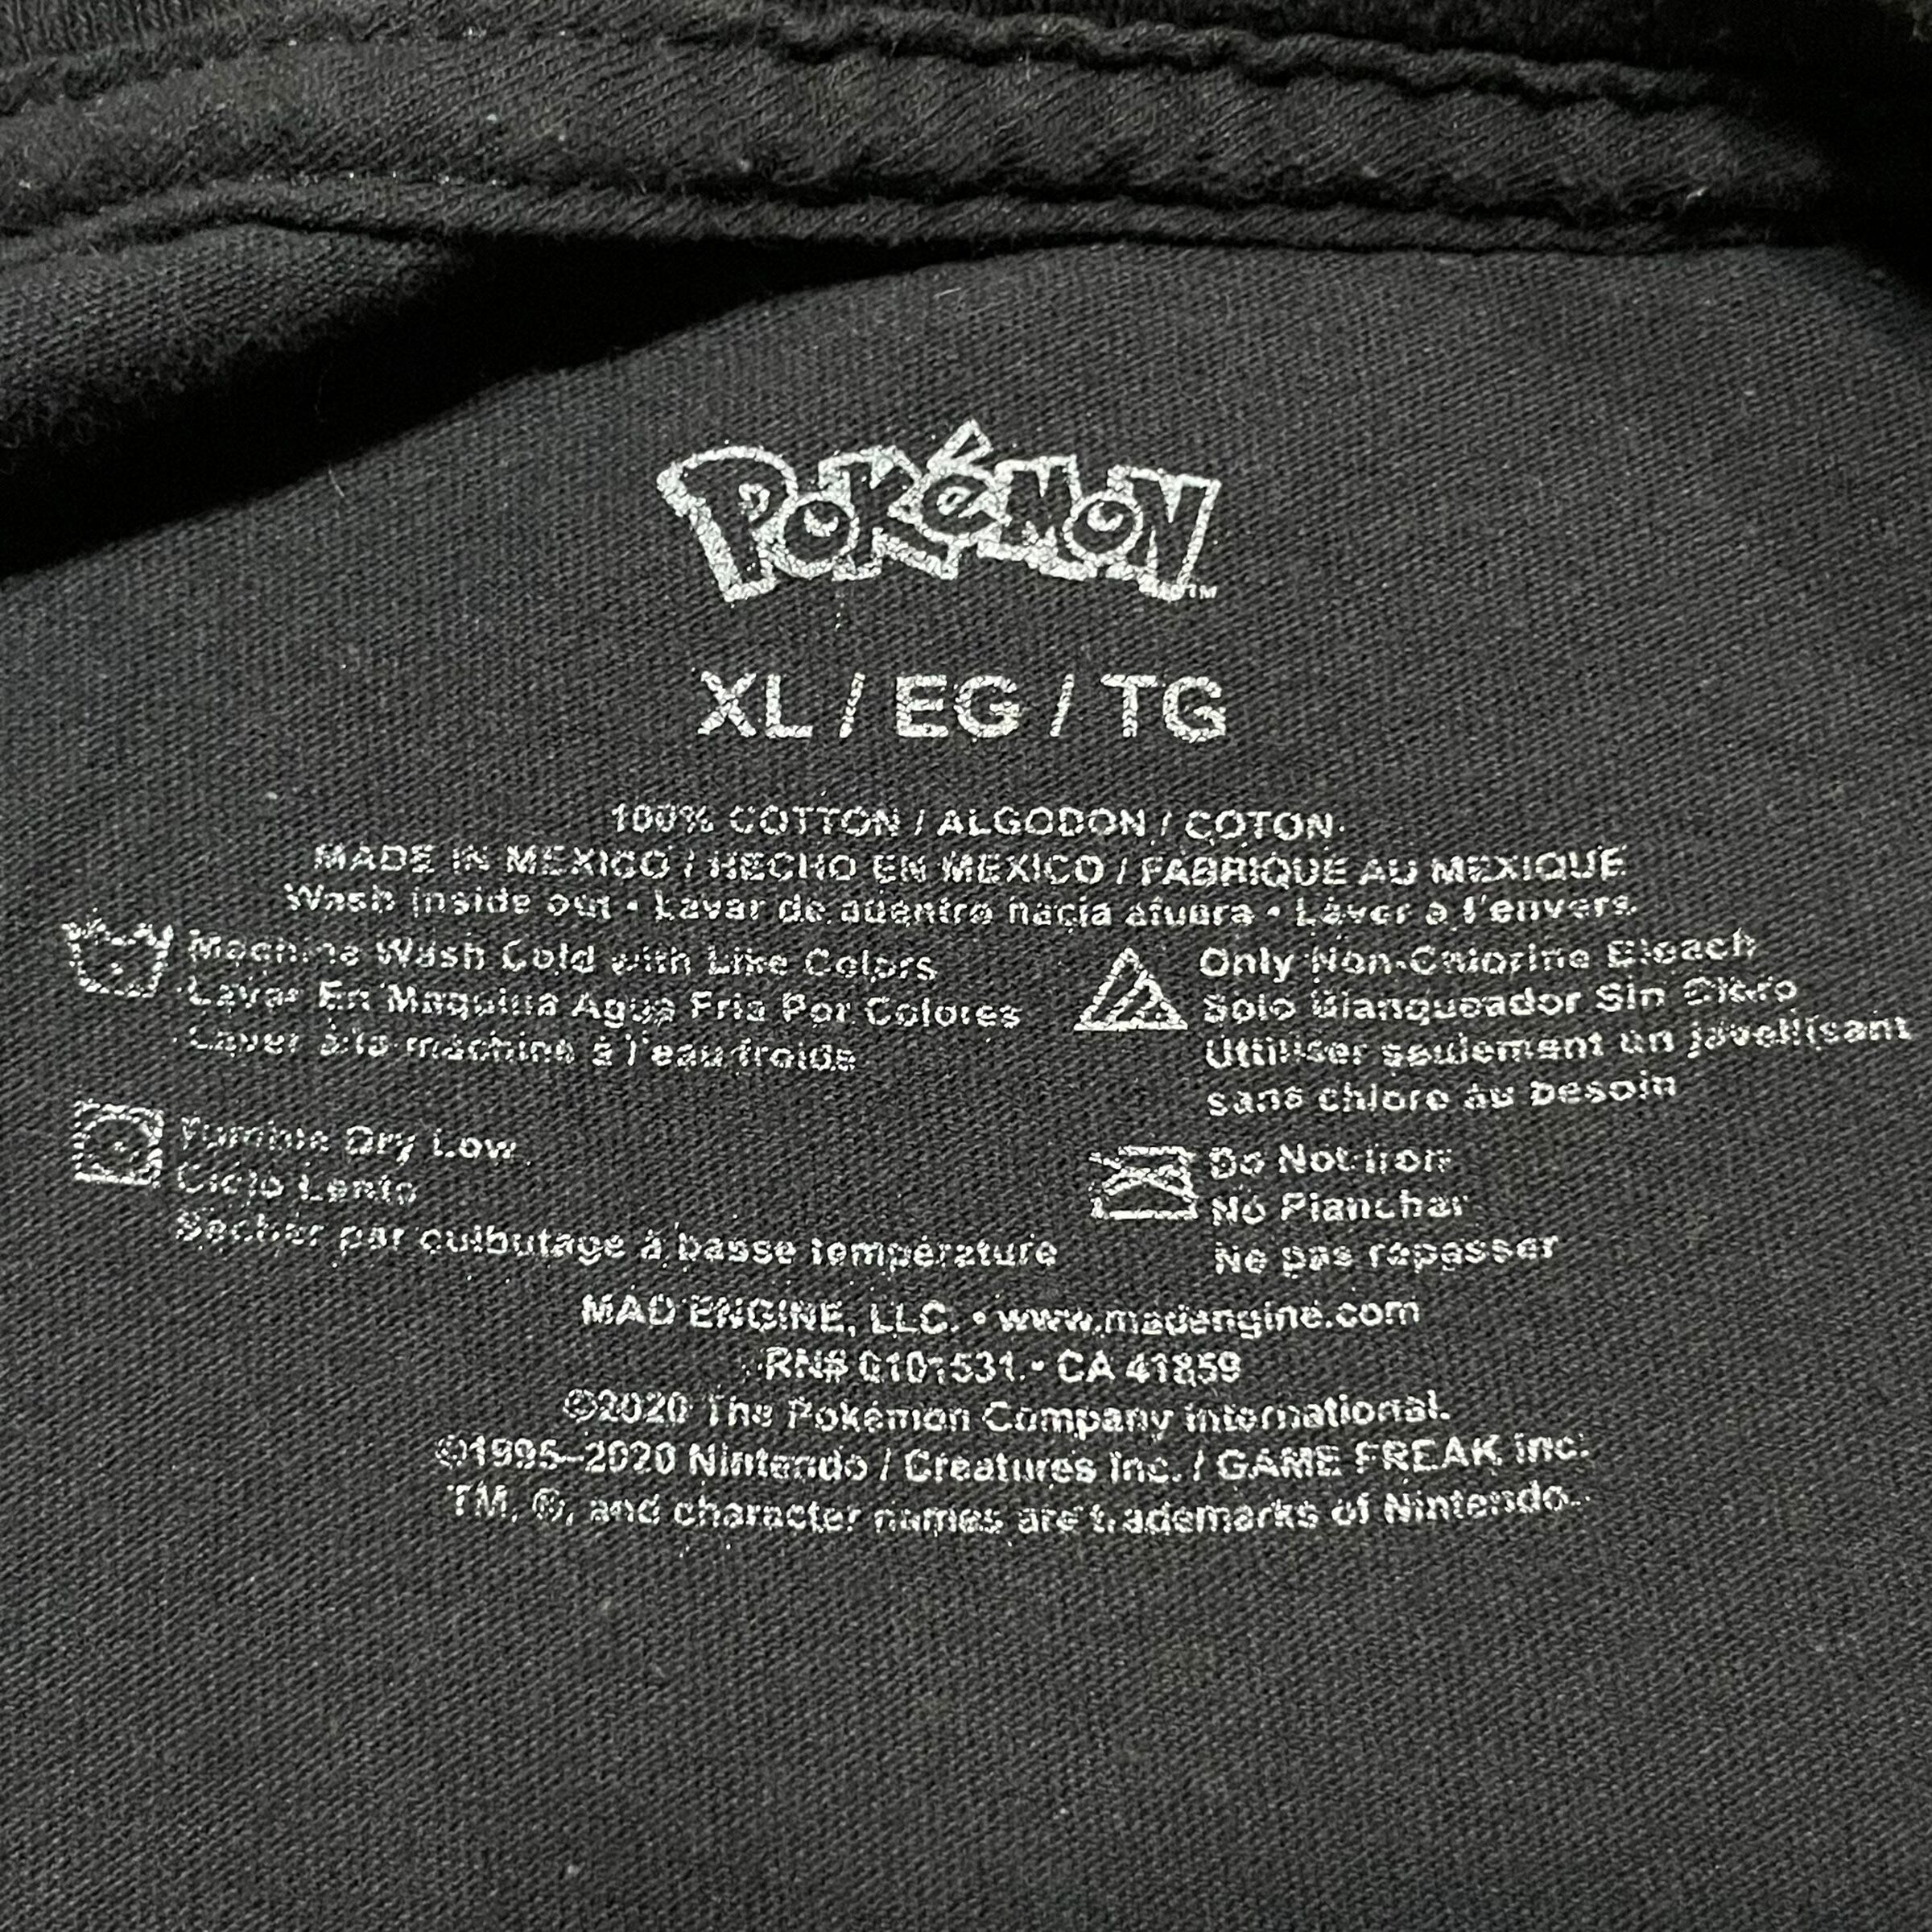 POKéMON TM
XL / EG / TG
100% COTTON / ALGODON / COTON
MADE IN MEXICO / HECHO EN MEXICO / FABRIQUE AU MEXIQUE
Wash inside out • Lavar de adentro hacia afuera • Laver à l'envers
Machine Wash Cold with Like Colors
Lavar En Maquina Agua Fria Por Colores
Laver à la machine à l'eau froide
Only Non-Chlorine Bleach
Solo Blanqueador Sin Cloro
Utiliser seulement un javellisant
sans chlore au besoin
Tumble Dry Low
Ciclo Lento
Sécher par culbutage à basse température
Do Not Iron
No Planchar
Ne pas repasser
MAD ENGINE, LLC. • www.madengine.com
RN# 0101531 • CA 41859
©2020 The Pokémon Company International.
©1995–2020 Nintendo / Creatures Inc. / GAME FREAK inc.
TM, ®, and character names are trademarks of Nintendo.